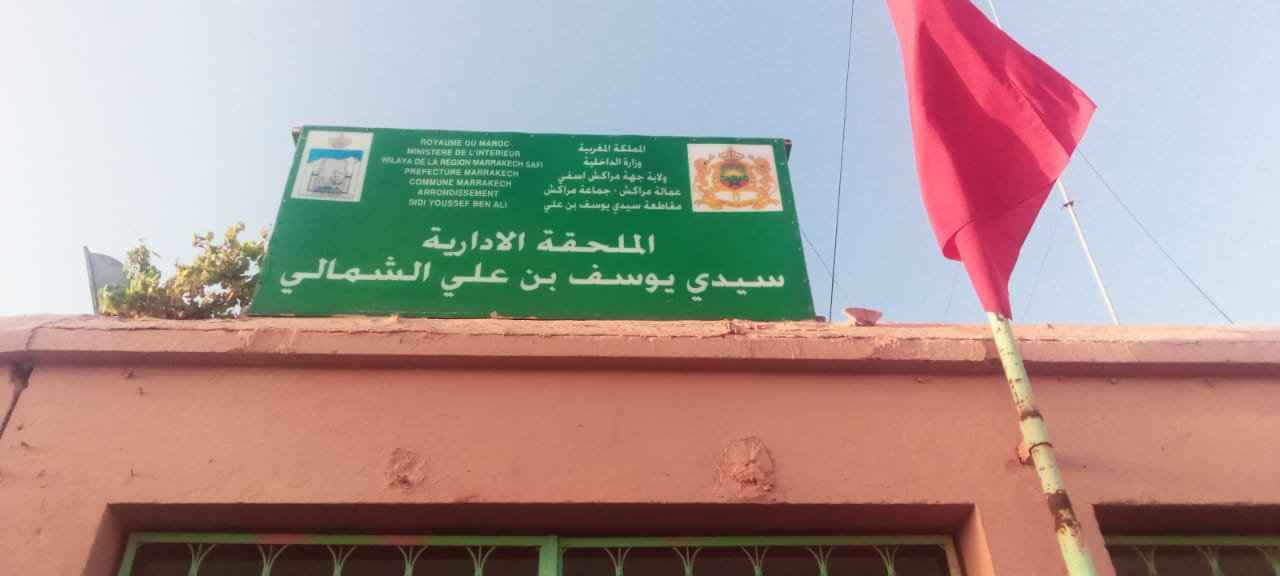 ROYAUME DU MAROC
MINISTERE DE L'INTERIEUR
WILAYA DE LA REGION MARRAKECH SAFI
PREFECTURE MARRAKECH
COMMUNE MARRAKECH
ARRONDISSEMENT
SIDI YOUSSEF BEN ALI
المملكة المغربية
وزارة الداخلية
ولاية جهة مراكش اسفي
عمالة مراكش - جماعة مراكش
مقاطعة سيدي يوسف بن علي
الملحقة الادارية
سيدي يوسف بن علي الشمالي